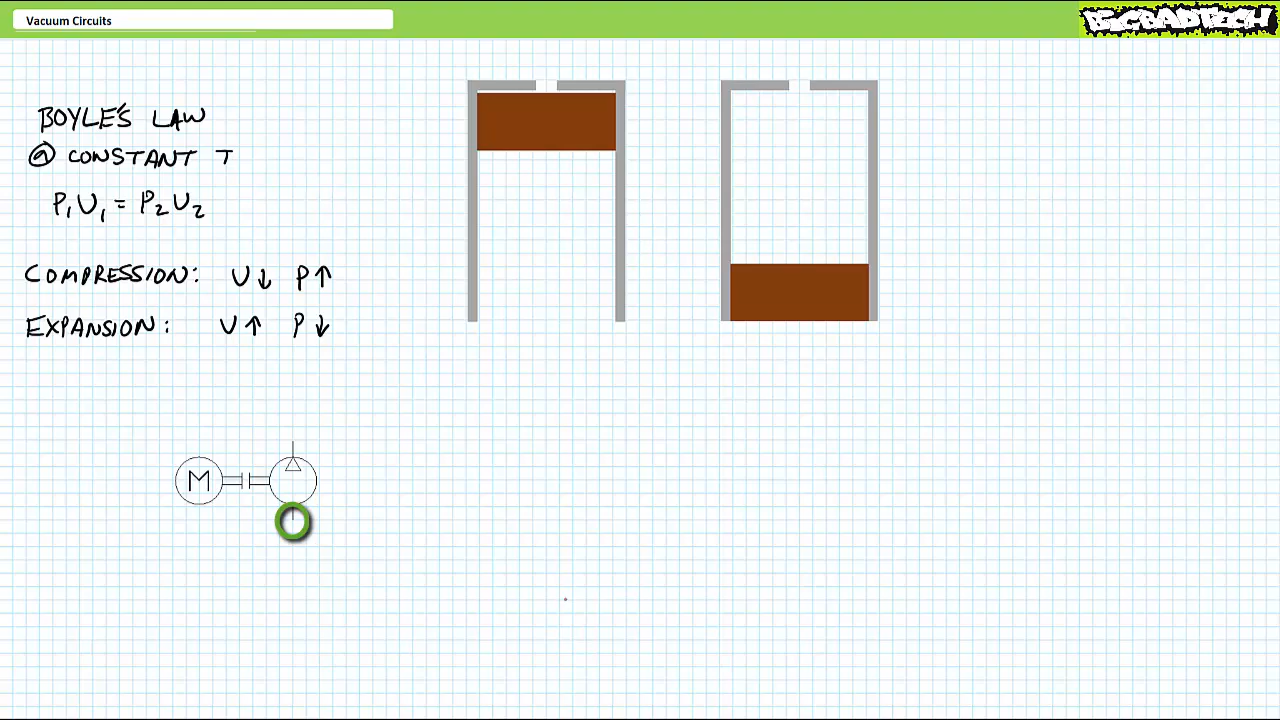 Vacuum Circuits
BIGBADTECH
BOYLE'S LAW
@ CONSTANT T
P₁V₁ = P₂V₂
COMPRESSION: V↓ P↑
EXPANSION: V↑ P↓
M